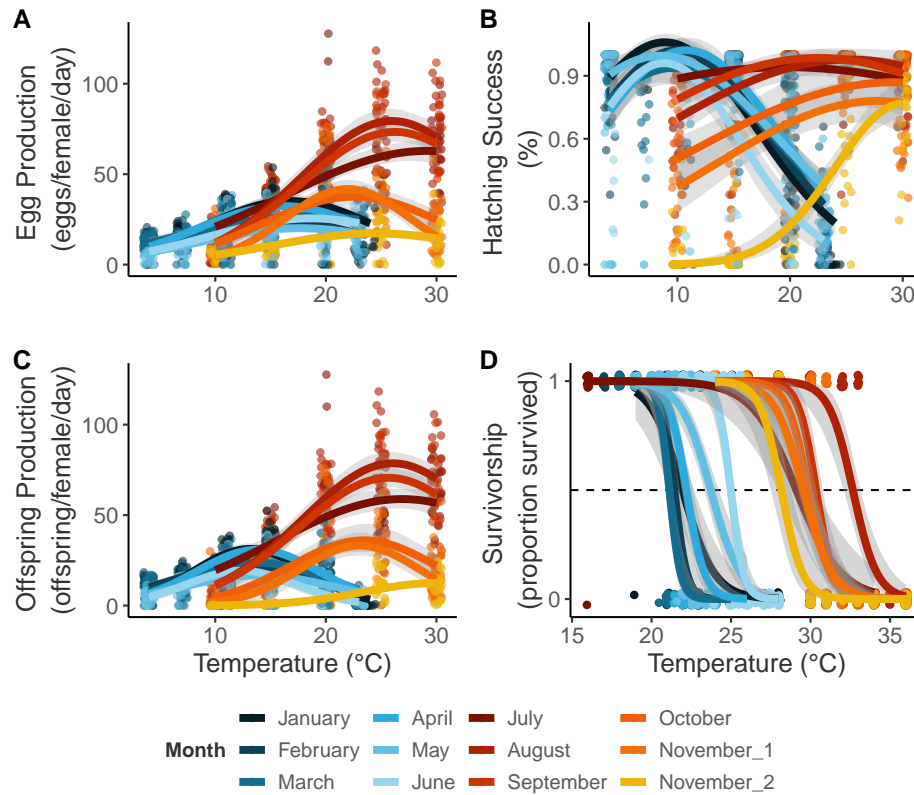 A
Egg Production
(eggs/female/day)
100
50
0
10
20
30
B
Hatching Success
(%)
0.9
0.6
0.3
0.0
10
20
30
C
Offspring Production
(offspring/female/day)
100
50
0
10
20
30
Temperature (°C)
D
Survivorship
(proportion survived)
1
0
15
20
25
30
35
Temperature (°C)
Month
January
April
July
October
February
May
August
November_1
March
June
September
November_2